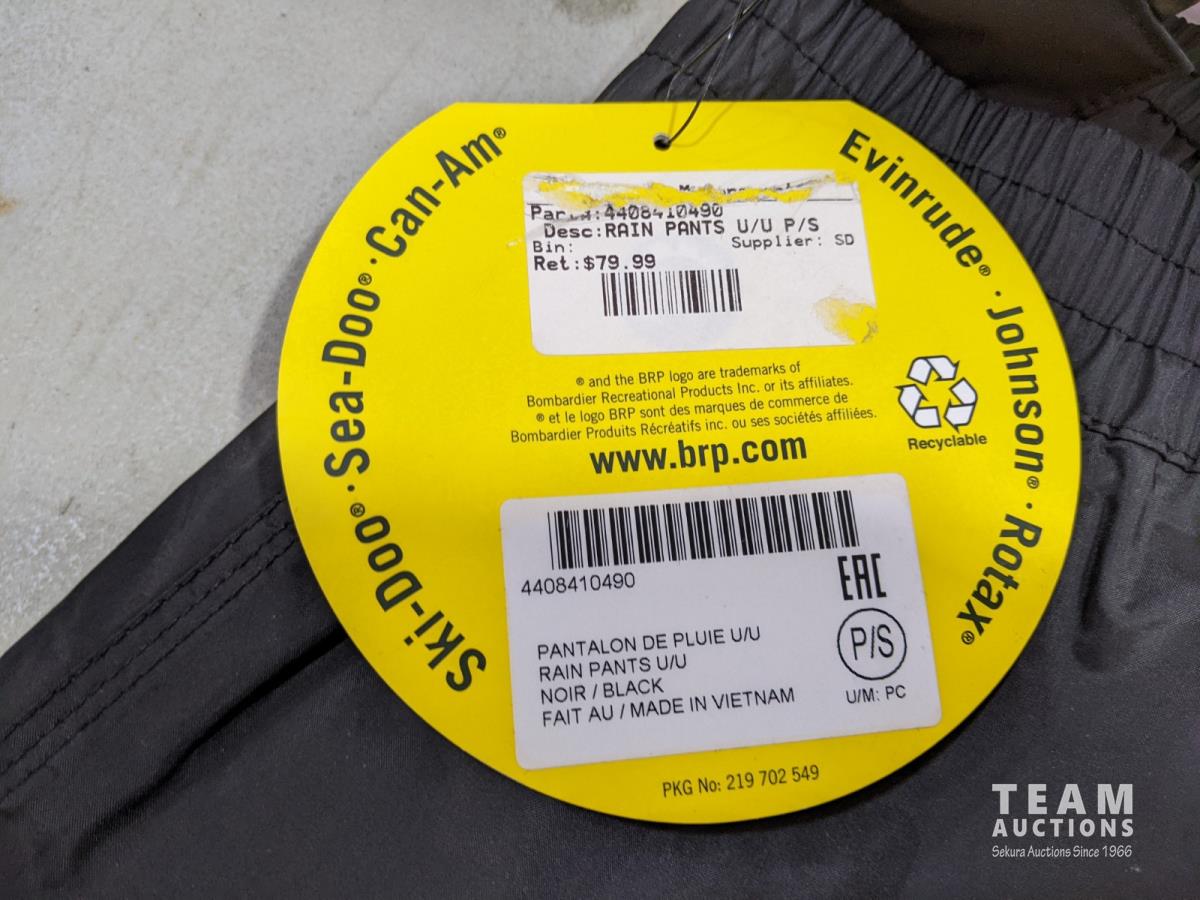 Ski-Doo® · Sea-Doo® · Can-Am®
Evinrude® · Johnson® · Rotax®
Part#:4408410490
Desc:RAIN PANTS U/U P/S
Bin: Supplier: SD
Ret:$79.99
® and the BRP logo are trademarks of
Bombardier Recreational Products Inc. or its affiliates.
® et le logo BRP sont des marques de commerce de
Bombardier Produits Récréatifs inc. ou ses sociétés affiliées.
www.brp.com
Recyclable
4408410490
EAC
PANTALON DE PLUIE U/U
RAIN PANTS U/U
NOIR / BLACK
FAIT AU / MADE IN VIETNAM
P/S
U/M: PC
PKG No: 219 702 549
TEAM
AUCTIONS
Sekura Auctions Since 1966